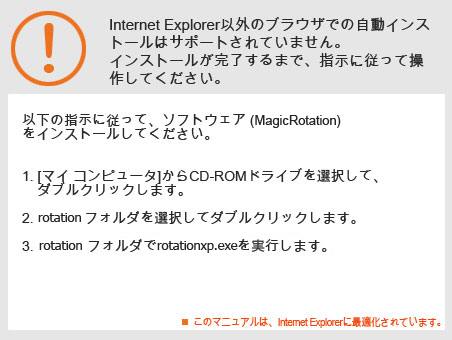 Internet Explorer以外のブラウザでの自動インス
トールはサポートされていません。
インストールが完了するまで、指示に従って操
作してください。
以下の指示に従って、ソフトウェア (MagicRotation)
をインストールしてください。
1. [マイ コンピュータ]からCD-ROMドライブを選択して、
ダブルクリックします。
2. rotation フォルダを選択してダブルクリックします。
3. rotation フォルダでrotationxp.exeを実行します。
■ このマニュアルは、Internet Explorerに最適化されています。